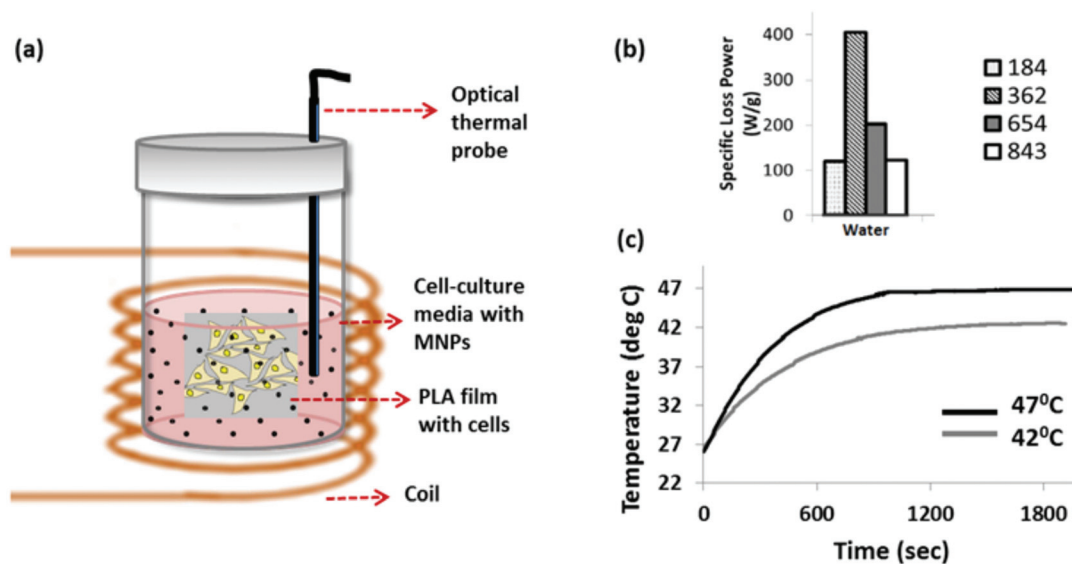 (a)
Optical
thermal
probe
Cell-culture
media with
MNPs
PLA film
with cells
Coil
(b)
Specific Loss Power
(W/g)
400
300
200
100
0
Water
184
362
654
843
(c)
Temperature (deg C)
47
42
37
32
27
22
0 600 1200 1800
Time (sec)
47⁰C
42⁰C